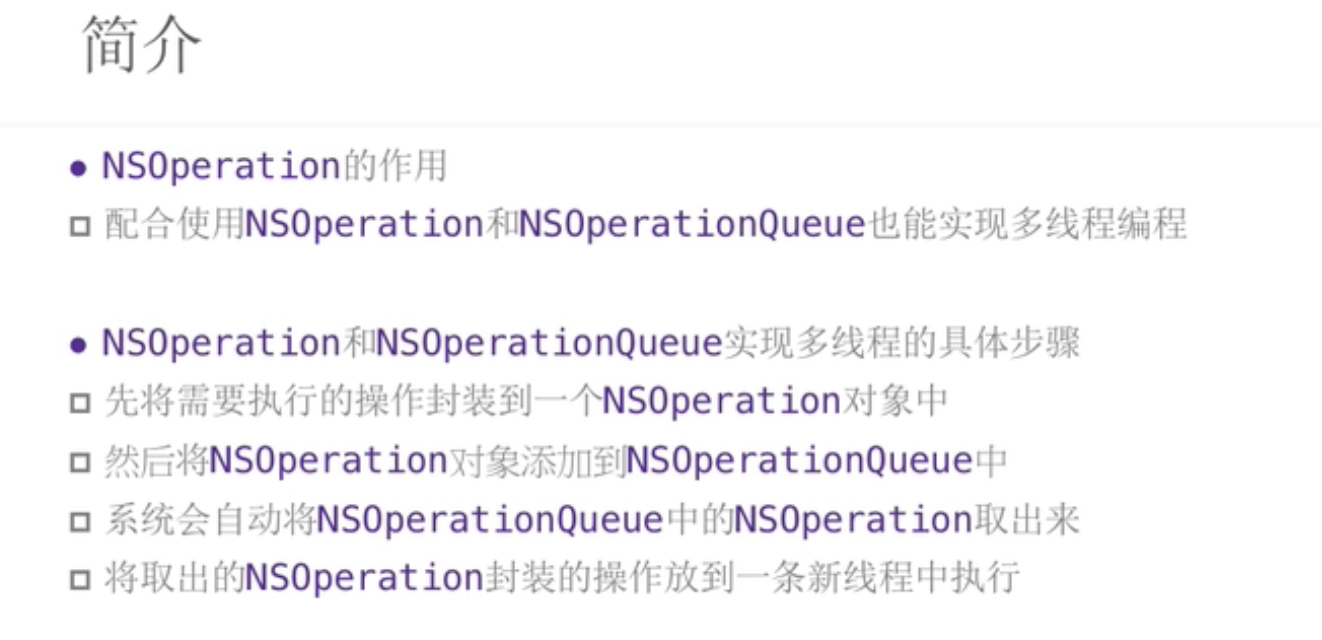 简介
NSOperation的作用
配合使用NSOperation和NSOperationQueue也能实现多线程编程
NSOperation和NSOperationQueue实现多线程的具体步骤
先将需要执行的操作封装到一个NSOperation对象中
然后将NSOperation对象添加到NSOperationQueue中
系统会自动将NSOperationQueue中的NSOperation取出来
将取出的NSOperation封装的操作放到一条新线程中执行